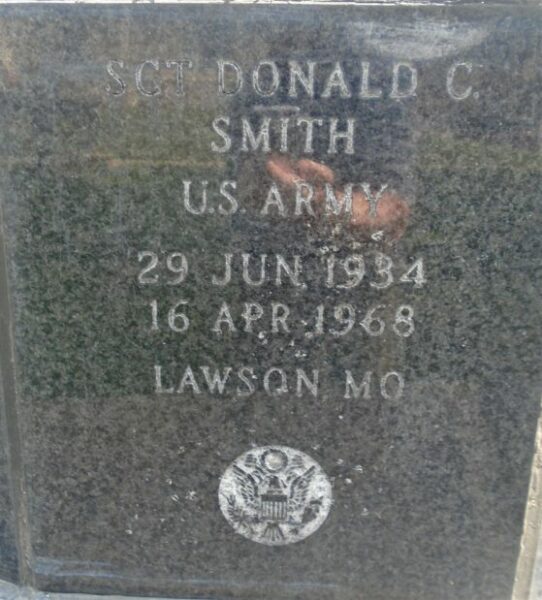 SGT DONALD C.
SMITH
U.S. ARMY
29 JUN 1934
16 APR 1968
LAWSON, MO